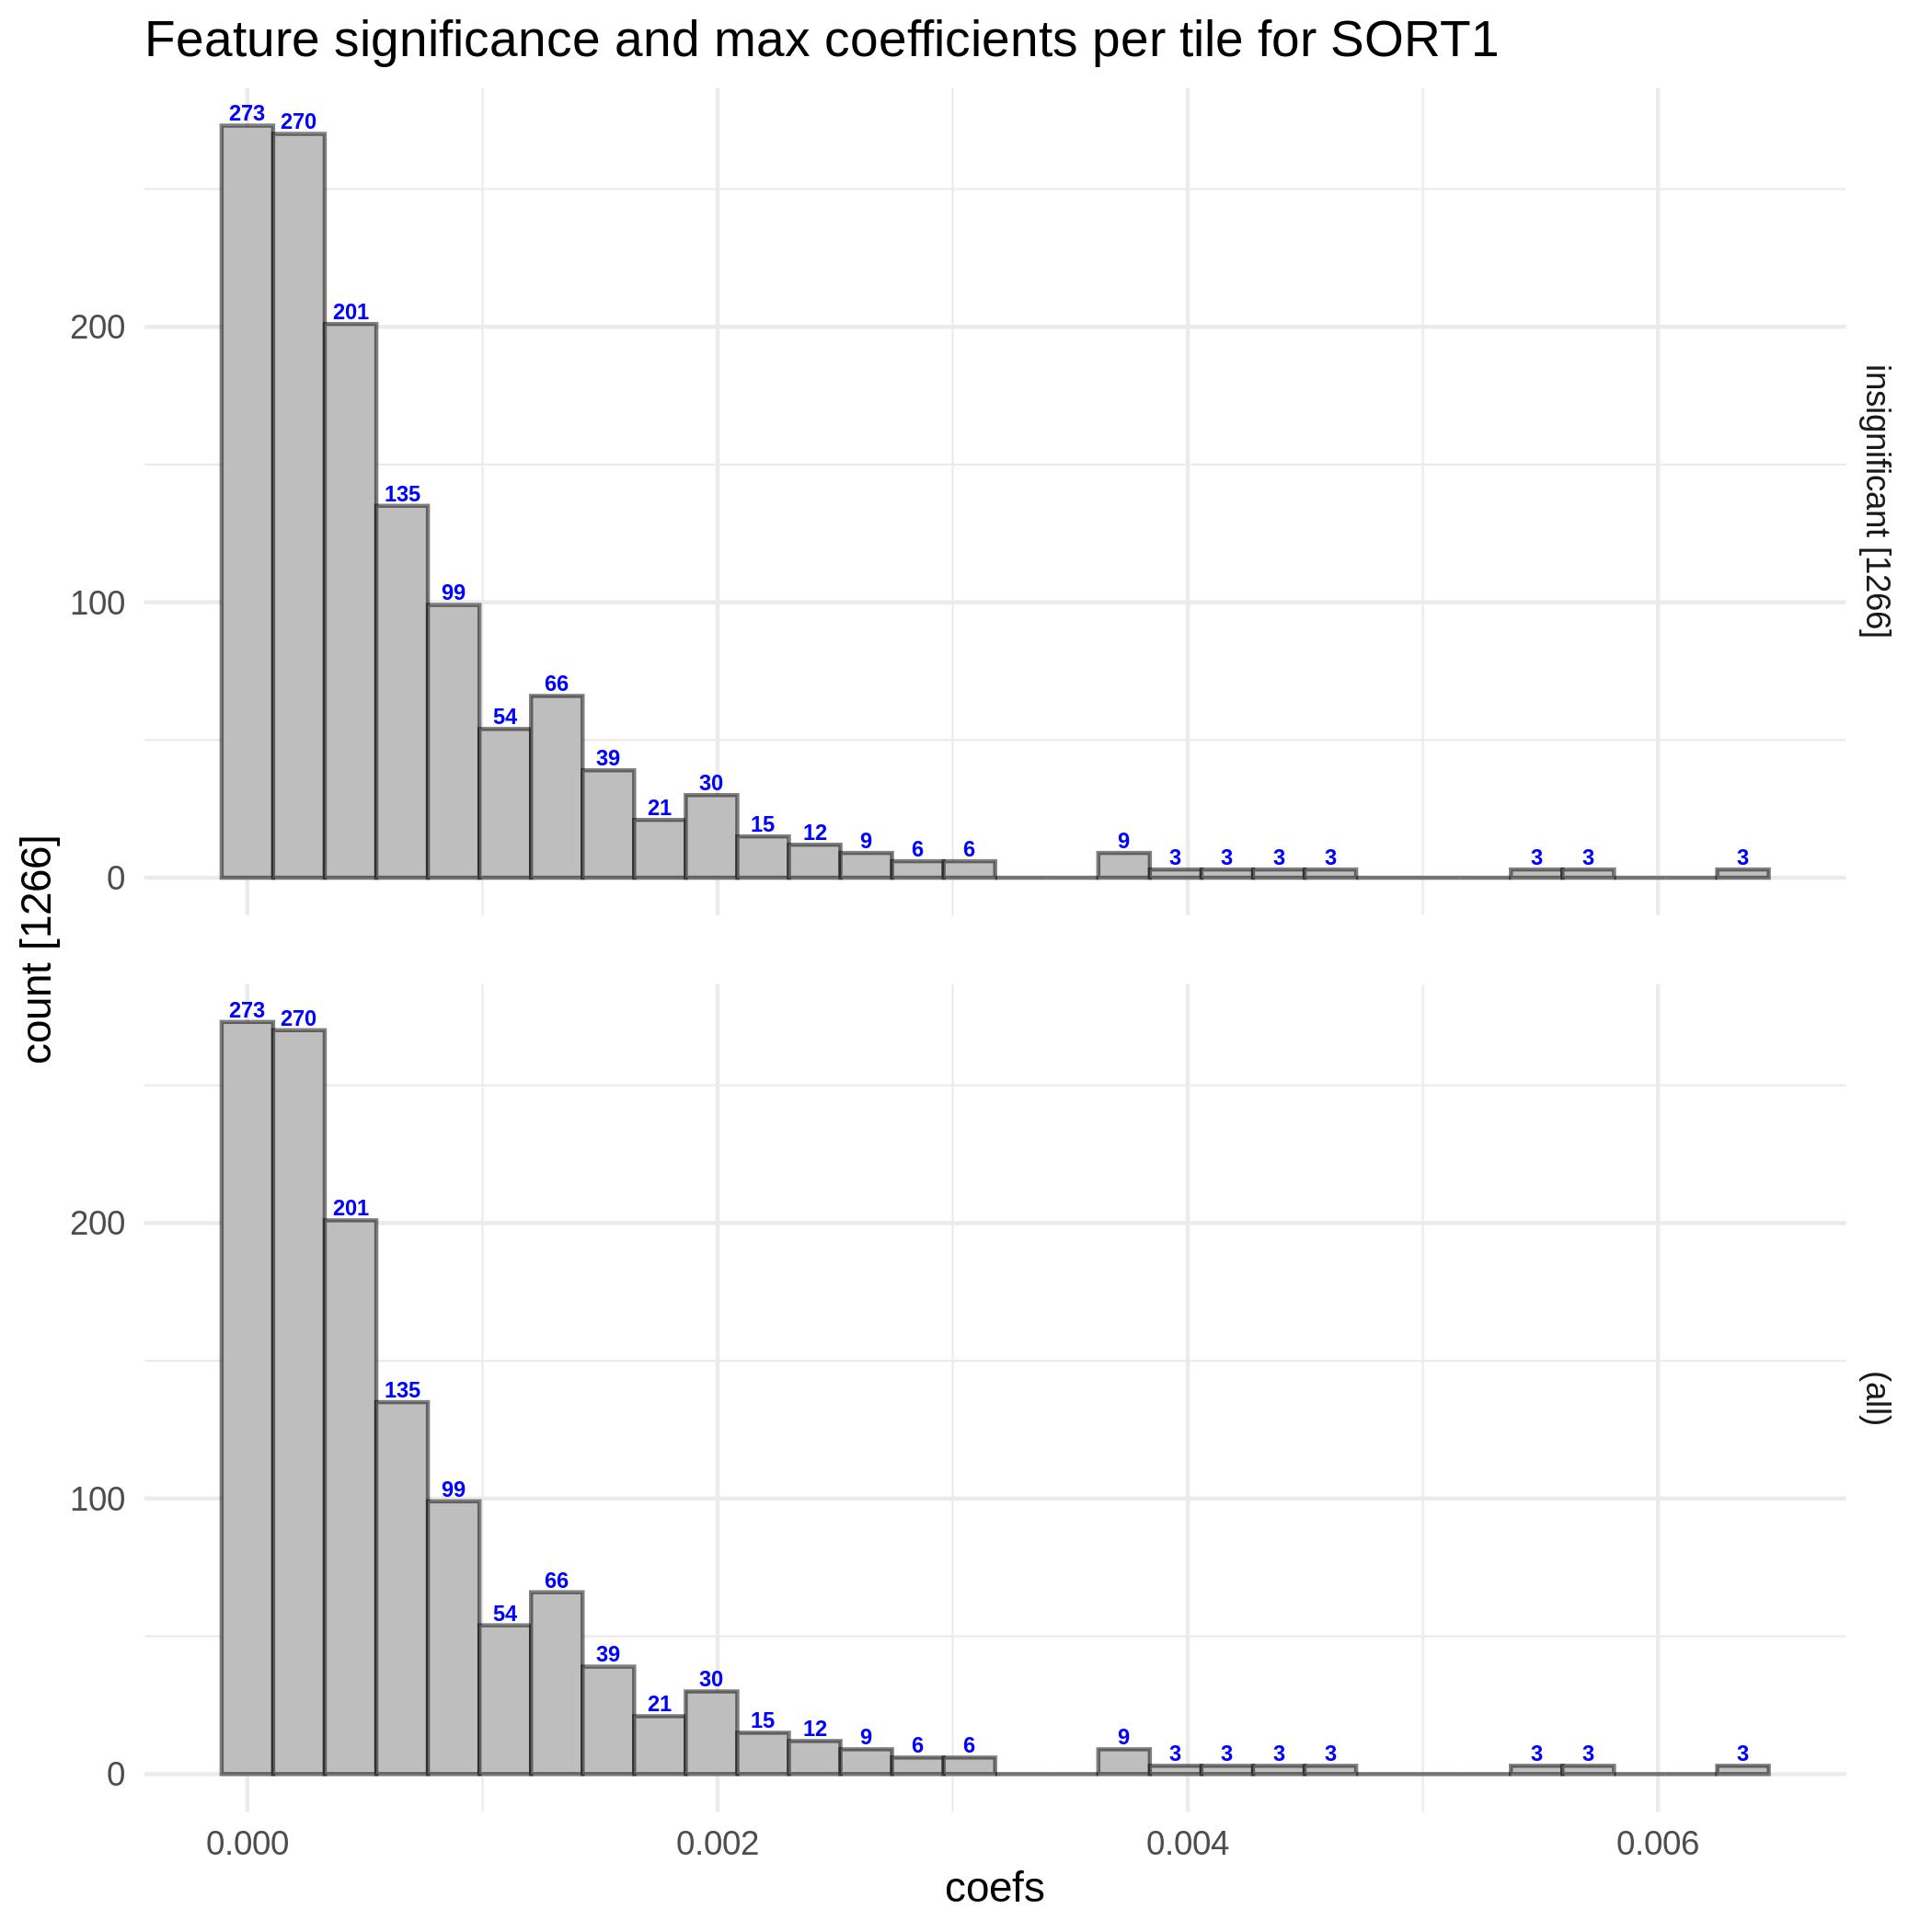 Feature significance and max coefficients per tile for SORT1
count [1266]
200
100
0
273 270 201 135 99 54 66 39 21 30 15 12 9 6 6 9 3 3 3 3 3 3 3
insignificant [1266]
200
100
0
273 270 201 135 99 54 66 39 21 30 15 12 9 6 6 9 3 3 3 3 3 3 3
(all)
0.000 0.002 0.004 0.006
coefs